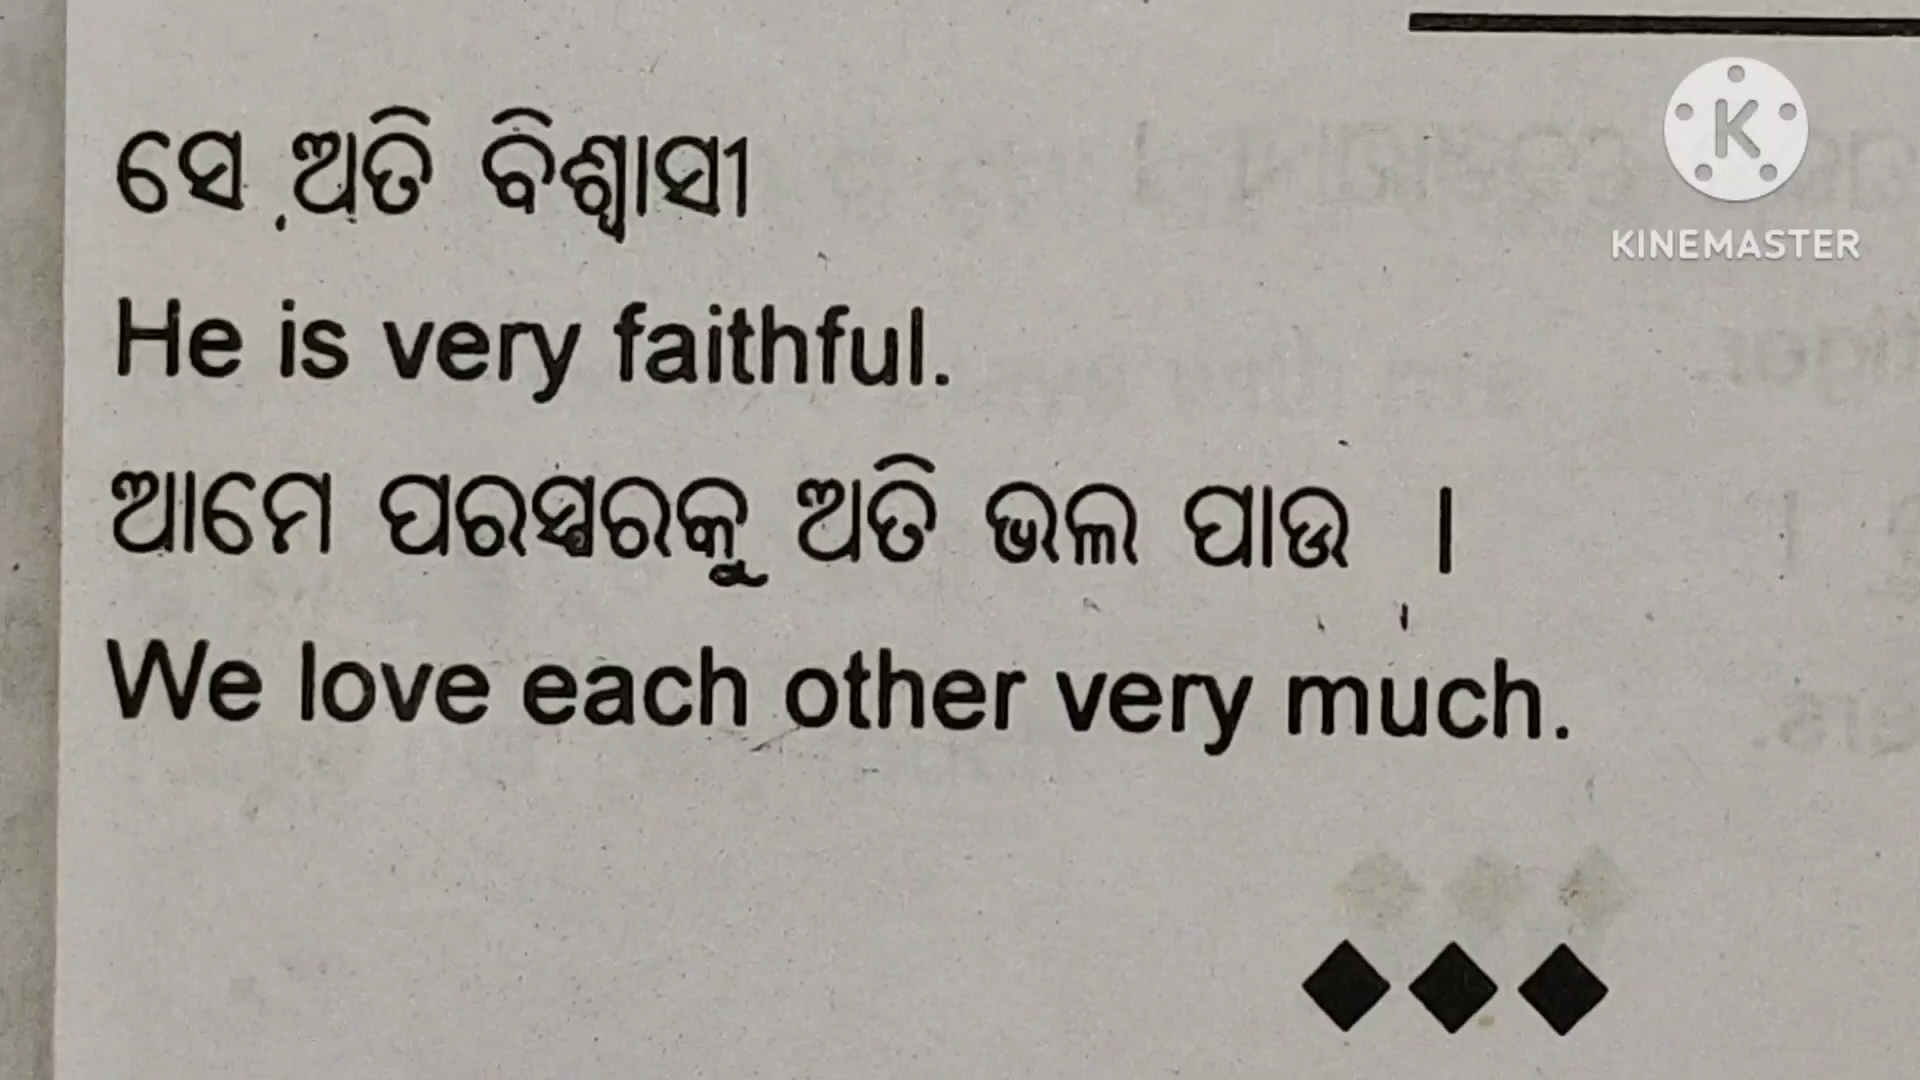 ସେ ଅତି ବିଶ୍ୱାସୀ
He is very faithful.
ଆମେ ପରସ୍ପରକୁ ଅତି ଭଲ ପାଉ ।
We love each other very much.
K
KINEMASTER